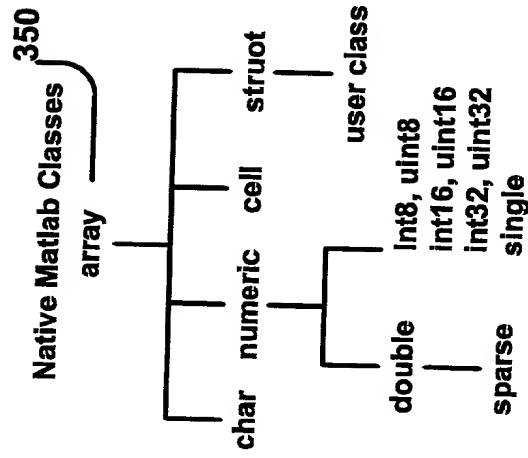 Native Matlab Classes 350
array
char numeric cell struot
user class
double Int8, uint8
int16, uint16
int32, uint32
single
sparse